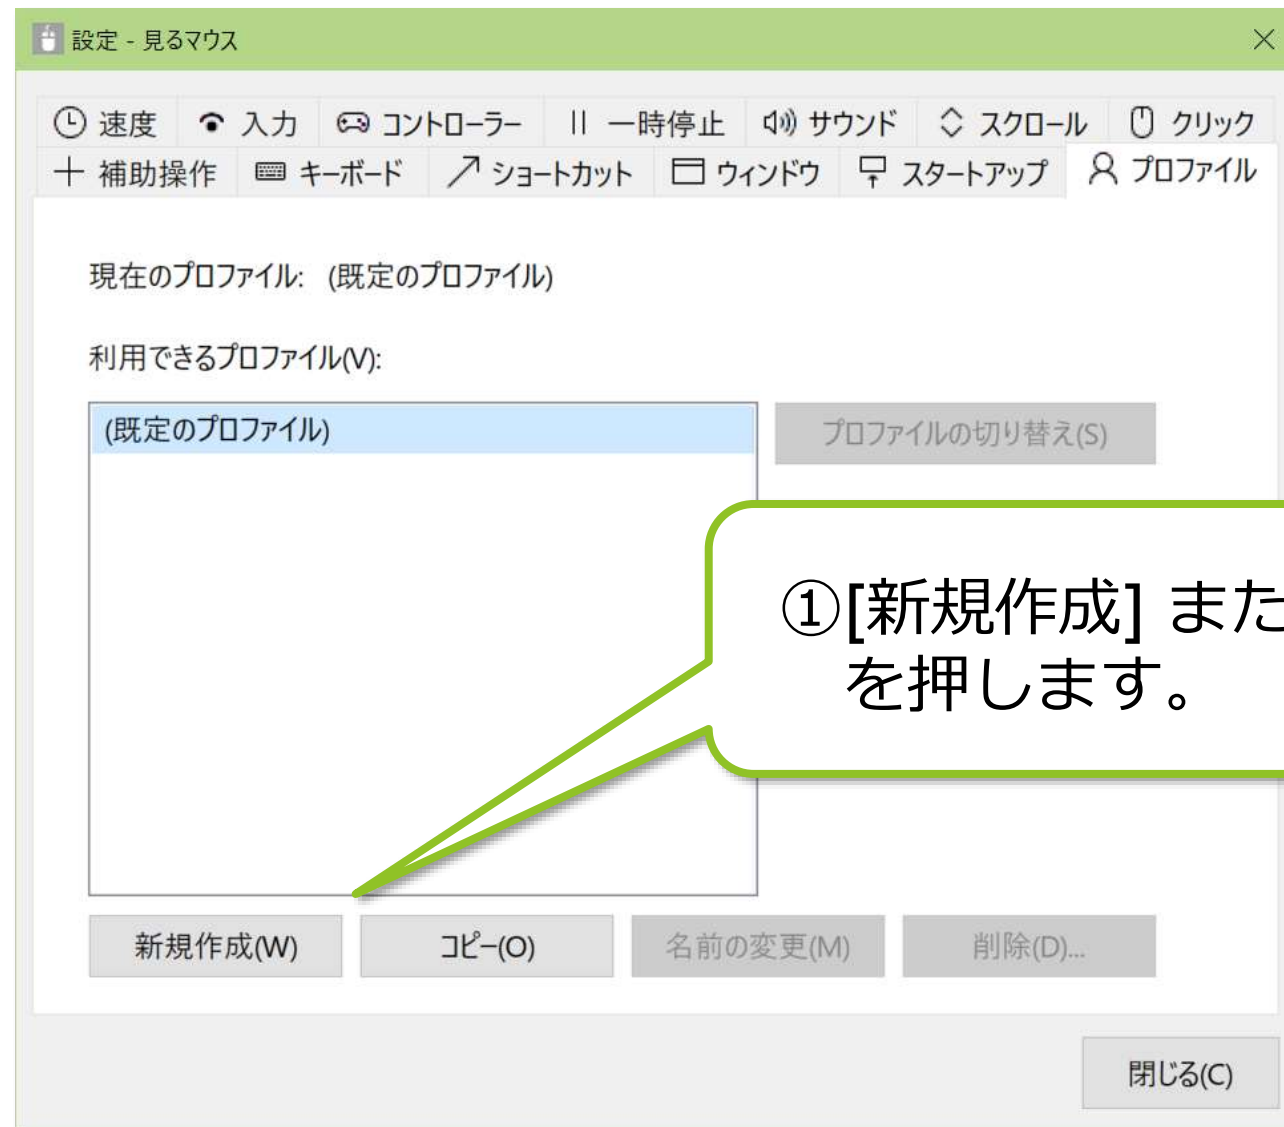 設定 - 見るマウス
速度 入力 コントローラー 一時停止 サウンド スクロール クリック
補助操作 キーボード ショートカット ウィンドウ スタートアップ プロファイル
現在のプロファイル: (既定のプロファイル)
利用できるプロファイル(V):
(既定のプロファイル)
プロファイルの切り替え(S)
①[新規作成] また
を押します。
新規作成(W) コピー(O) 名前の変更(M) 削除(D)...
閉じる(C)